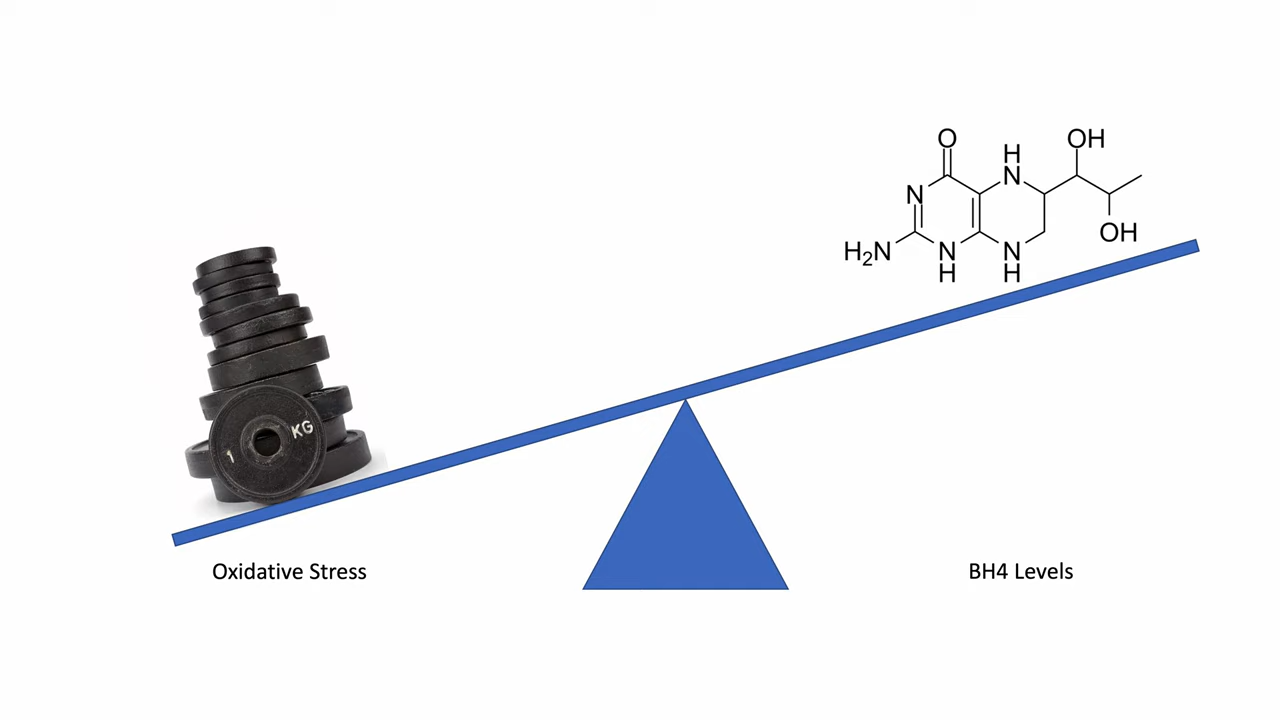 O
OH
H
N
N
OH
H₂N
N
H
N
H
1 KG
Oxidative Stress
BH4 Levels